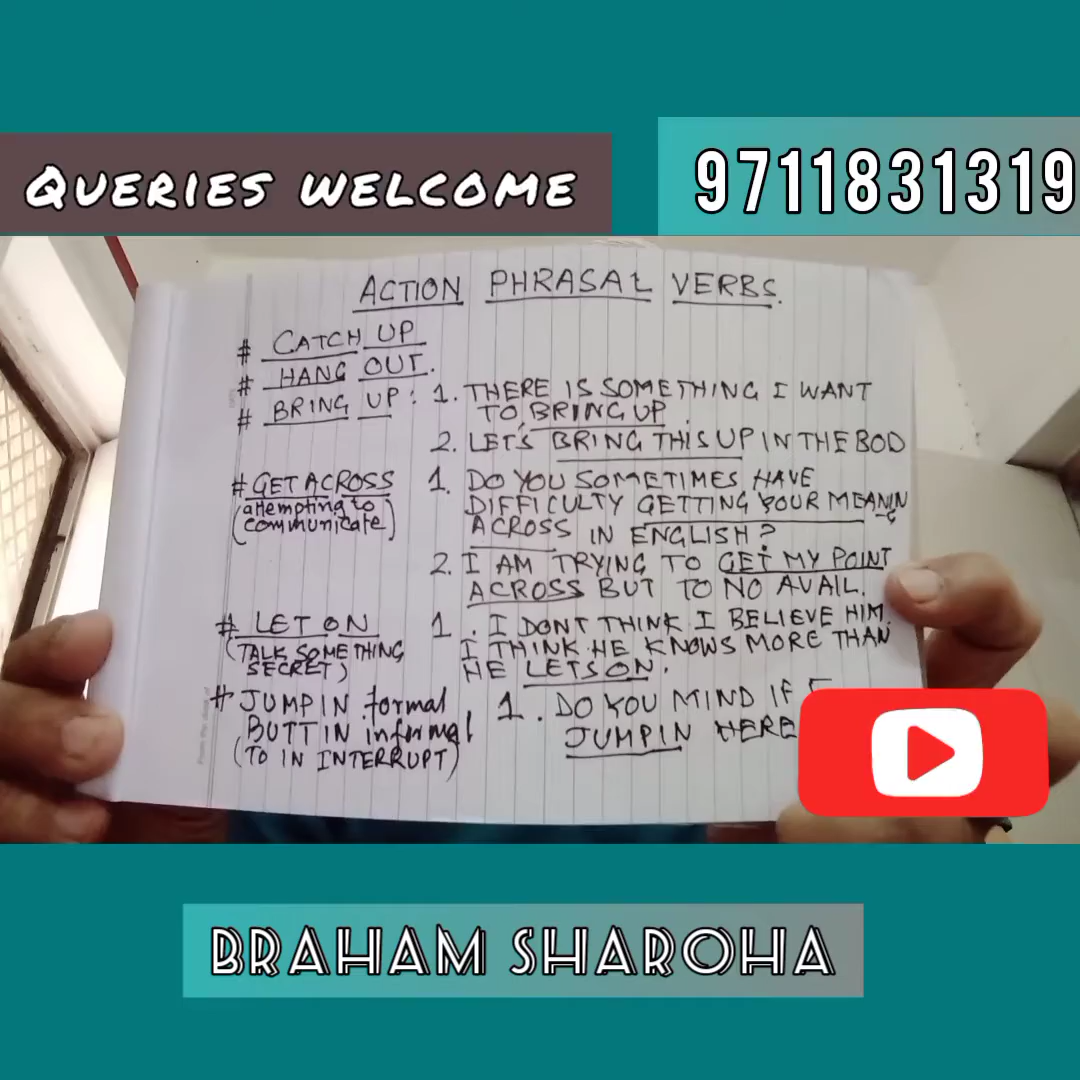 QUERIES WELCOME
9711831319
ACTION PHRASAL VERBS.
# CATCH UP
# HANG OUT.
# BRING UP : 1. THERE IS SOMETHING I WANT
TO BRING UP.
2. LET'S BRING THIS UP IN THE BOD
# GET ACROSS 1. DO YOU SOMETIMES HAVE
(attempting to DIFFICULTY GETTING YOUR MEANING
communicate) ACROSS IN ENGLISH?
2. I AM TRYING TO GET MY POINT
ACROSS BUT TO NO AVAIL.
# LET ON 1. I DONT THINK I BELIEVE HIM.
(TALK SOMETHING I THINK HE KNOWS MORE THAN
SECRET) HE LETS ON.
# JUMP IN formal 1. DO YOU MIND IF
BUTT IN informal JUMPIN HERE
(TO IN INTERRUPT)
BRAHAM SHAROHA